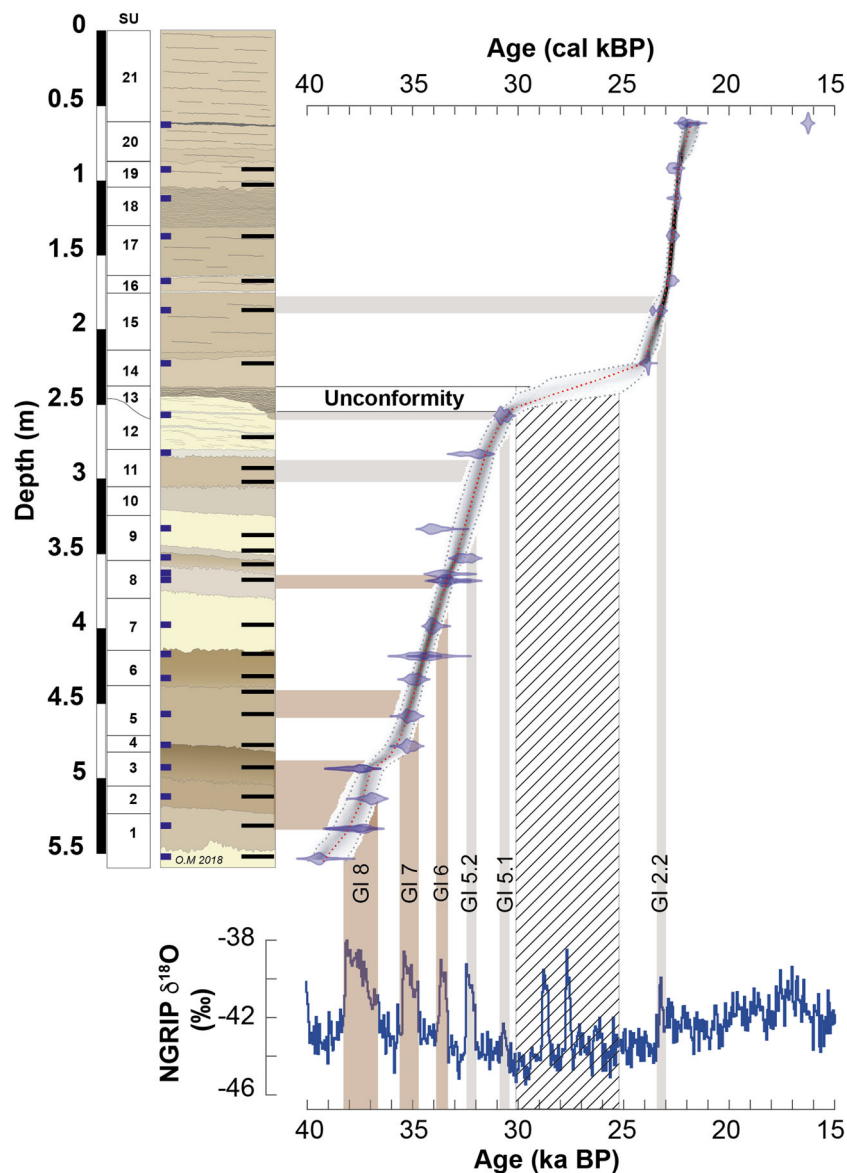 SU
Age (cal kBP)
40 35 30 25 20 15
0
0.5
1
1.5
2
2.5
3
3.5
4
4.5
5
5.5
Depth (m)
21
20
19
18
17
16
15
14
13
12
11
10
9
8
7
6
5
4
3
2
1
O.M 2018
Unconformity
GI 8
GI 7
GI 6
GI 5.2
GI 5.1
GI 2.2
-38
-42
-46
NGRIP δ18O
(‰)
40 35 30 25 20 15
Age (ka BP)